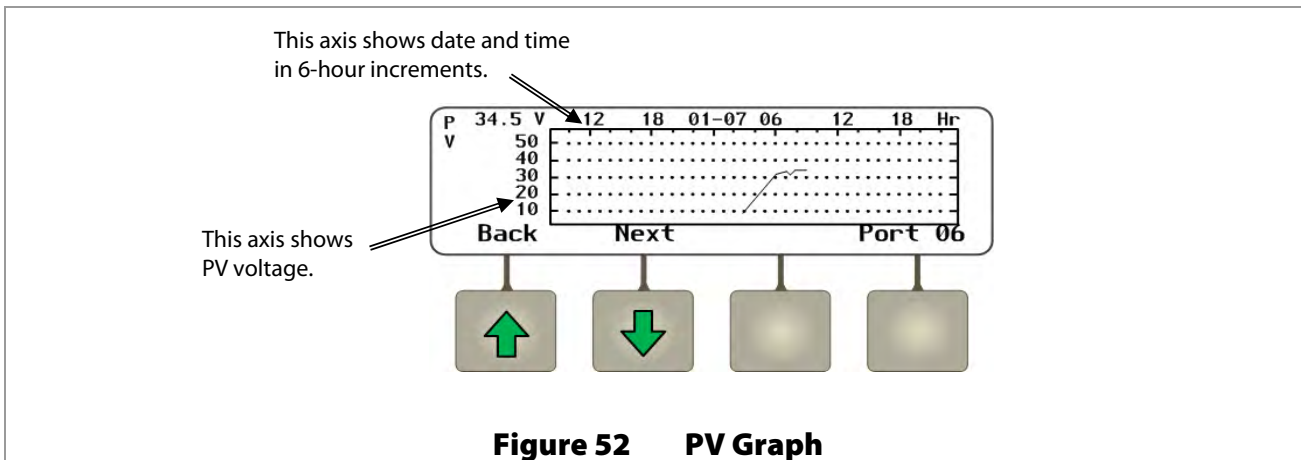 This axis shows date and time
in 6-hour increments.
P 34.5 V 12 18 01-07 06 12 18 Hr
V
50
40
30
20
10
This axis shows
PV voltage.
Back Next Port 06
Figure 52 PV Graph